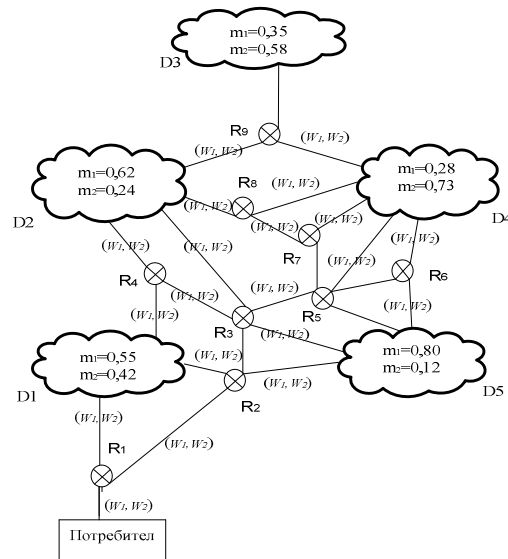 m₁=0,35
m₂=0,58
D3
R₉
(W₁, W₂)
(W₁, W₂)
m₁=0,62
m₂=0,24
D2
R₈
(W₁, W₂)
(W₁, W₂)
m₁=0,28
m₂=0,73
D4
(W₁, W₂)
(W₁, W₂)
R₇
(W₁, W₂)
(W₁, W₂)
(W₁, W₂)
(W₁, W₂)
R₄
R₆
(W₁, W₂)
(W₁, W₂)
R₅
(W₁, W₂)
(W₁, W₂)
R₃
(W₁, W₂)
m₁=0,55
m₂=0,42
D1
(W₁, W₂)
(W₁, W₂)
m₁=0,80
m₂=0,12
D5
R₂
(W₁, W₂)
R₁
(W₁, W₂)
(W₁, W₂)
Потребител